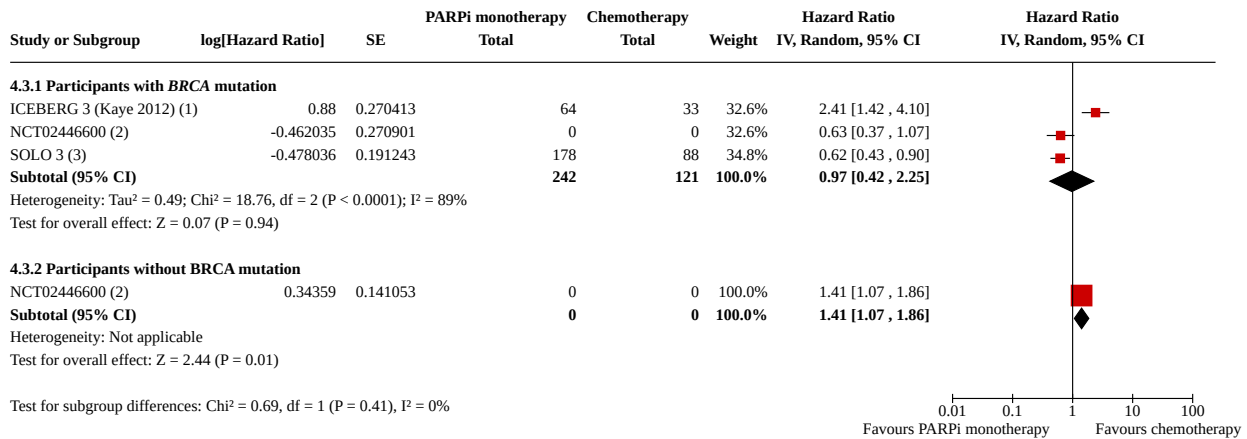 PARPi monotherapy Chemotherapy Hazard Ratio Hazard Ratio
Study or Subgroup log[Hazard Ratio] SE Total Total Weight IV, Random, 95% CI IV, Random, 95% CI
4.3.1 Participants with BRCA mutation
ICEBERG 3 (Kaye 2012) (1) 0.88 0.270413 64 33 32.6% 2.41 [1.42 , 4.10]
NCT02446600 (2) -0.462035 0.270901 0 0 32.6% 0.63 [0.37 , 1.07]
SOLO 3 (3) -0.478036 0.191243 178 88 34.8% 0.62 [0.43 , 0.90]
Subtotal (95% CI) 242 121 100.0% 0.97 [0.42 , 2.25]
Heterogeneity: Tau² = 0.49; Chi² = 18.76, df = 2 (P < 0.0001); I² = 89%
Test for overall effect: Z = 0.07 (P = 0.94)
4.3.2 Participants without BRCA mutation
NCT02446600 (2) 0.34359 0.141053 0 0 100.0% 1.41 [1.07 , 1.86]
Subtotal (95% CI) 0 0 100.0% 1.41 [1.07 , 1.86]
Heterogeneity: Not applicable
Test for overall effect: Z = 2.44 (P = 0.01)
Test for subgroup differences: Chi² = 0.69, df = 1 (P = 0.41), I² = 0%
0.01 0.1 1 10 100
Favours PARPi monotherapy Favours chemotherapy